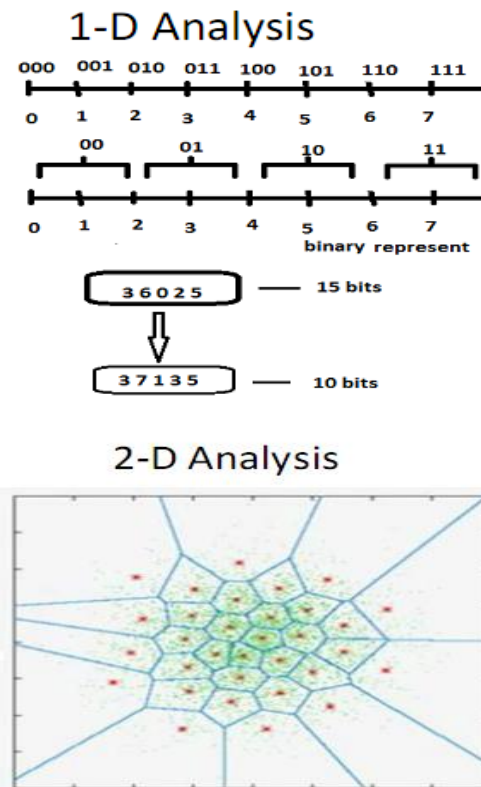 1-D Analysis
000 001 010 011 100 101 110 111
0 1 2 3 4 5 6 7
00 01 10 11
0 1 2 3 4 5 6 7
binary represent
3 6 0 2 5 15 bits
3 7 1 3 5 10 bits
2-D Analysis